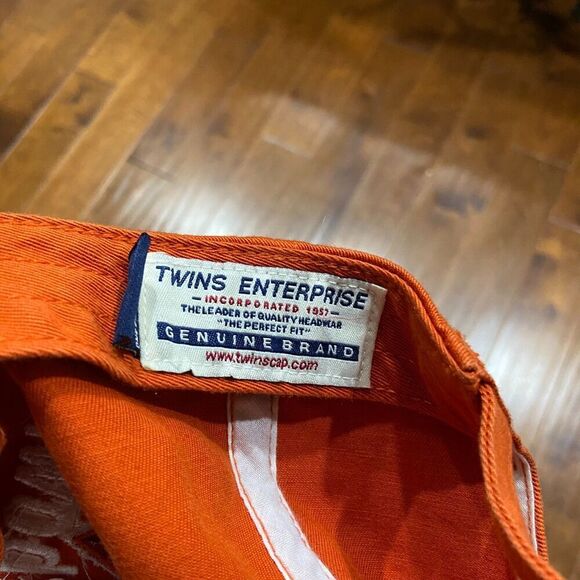 TWINS ENTERPRISE
- INCORPORATED 1957 -
THE LEADER OF QUALITY HEADWEAR
"THE PERFECT FIT"
GENUINE BRAND
www.twinscap.com